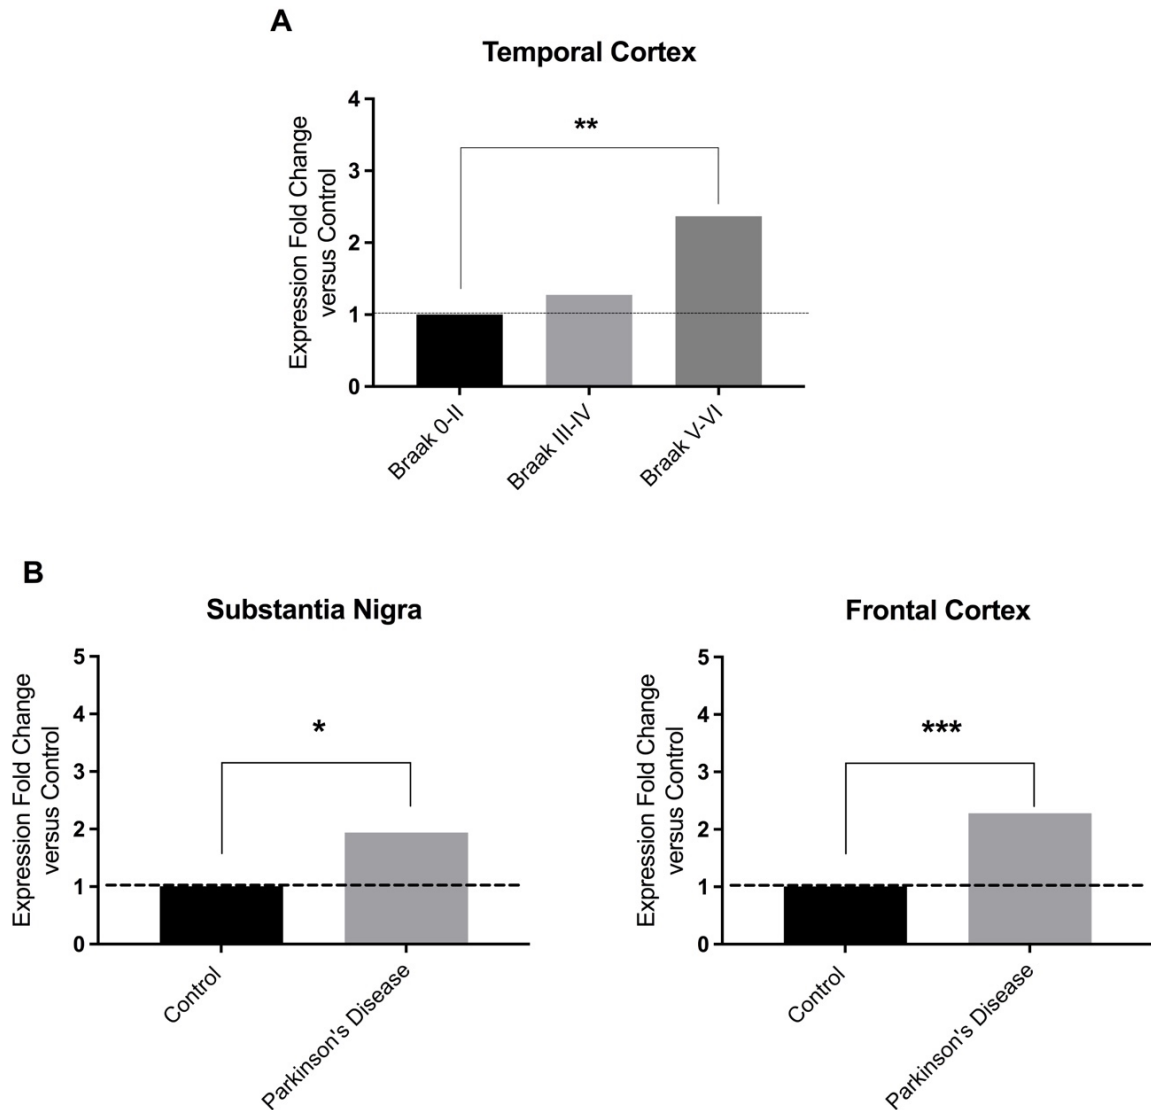 A
Temporal Cortex
Expression Fold Change
versus Control
4
3
2
1
0
**
Braak 0-II
Braak III-IV
Braak V-VI
B
Substantia Nigra
Expression Fold Change
versus Control
5
4
3
2
1
0
*
Control
Parkinson's Disease
Frontal Cortex
Expression Fold Change
versus Control
5
4
3
2
1
0
***
Control
Parkinson's Disease